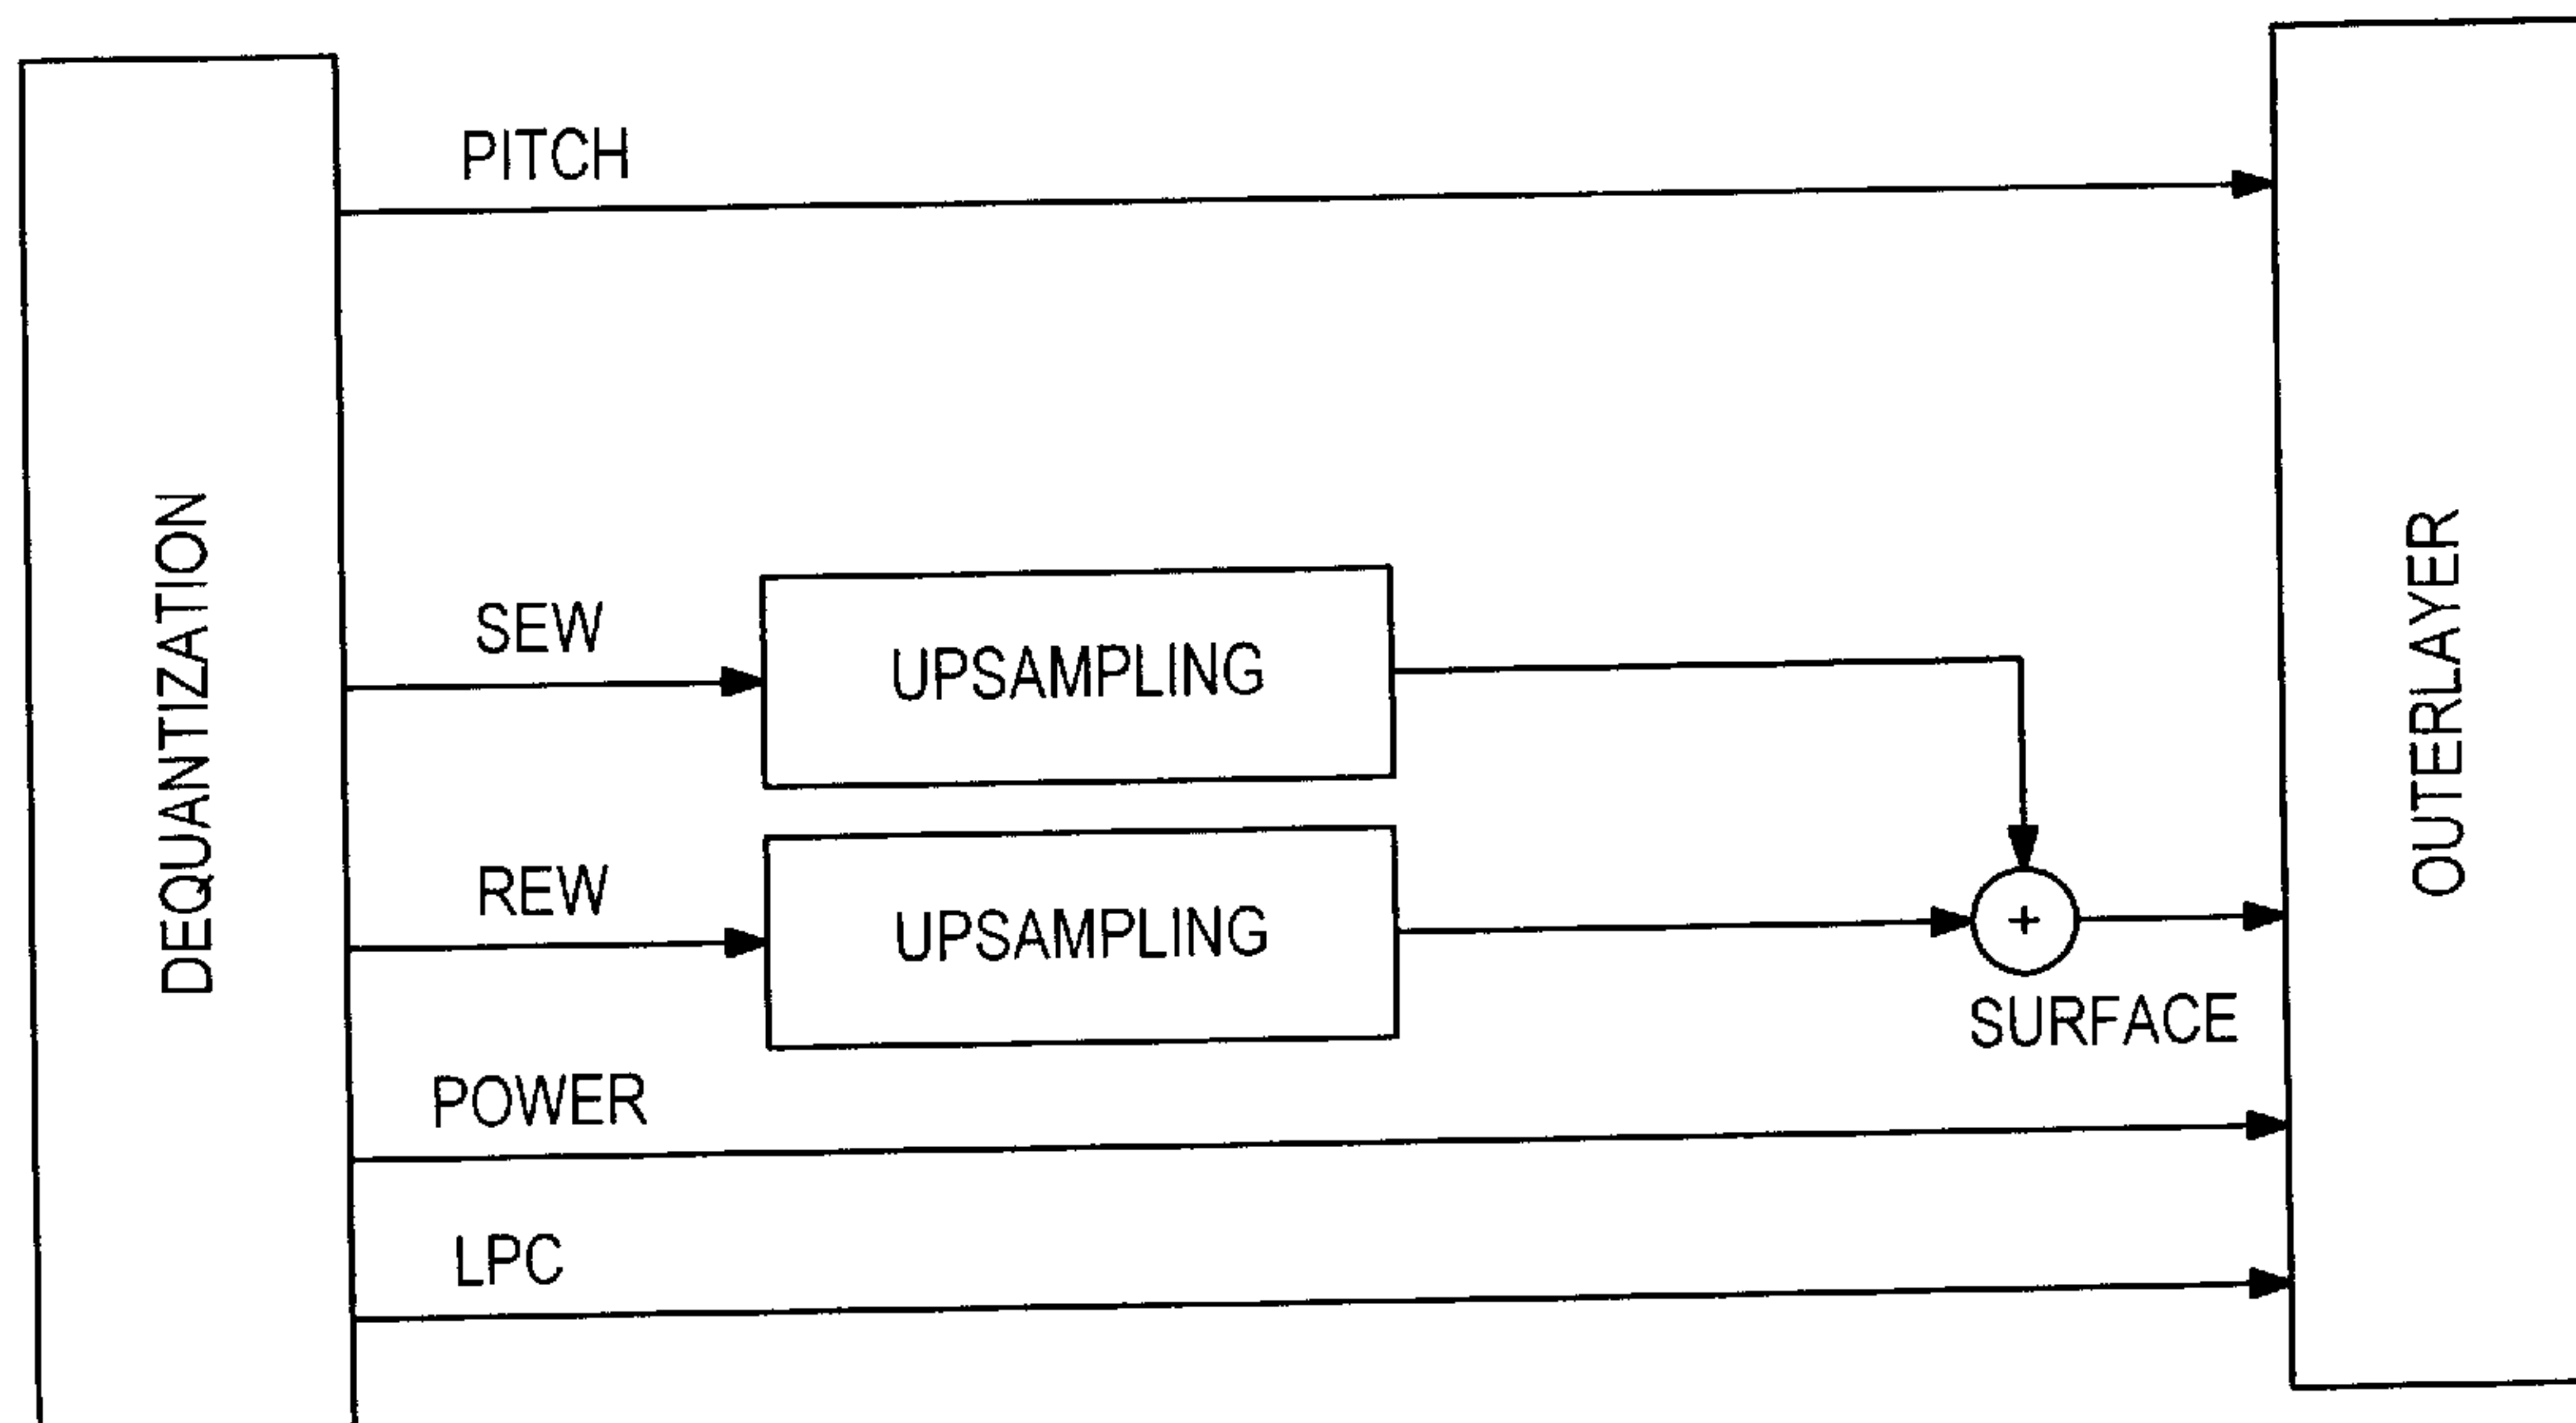 PITCH
DEQUANTIZATION
SEW
UPSAMPLING
OUTERLAYER
REW
UPSAMPLING
+
SURFACE
POWER
LPC